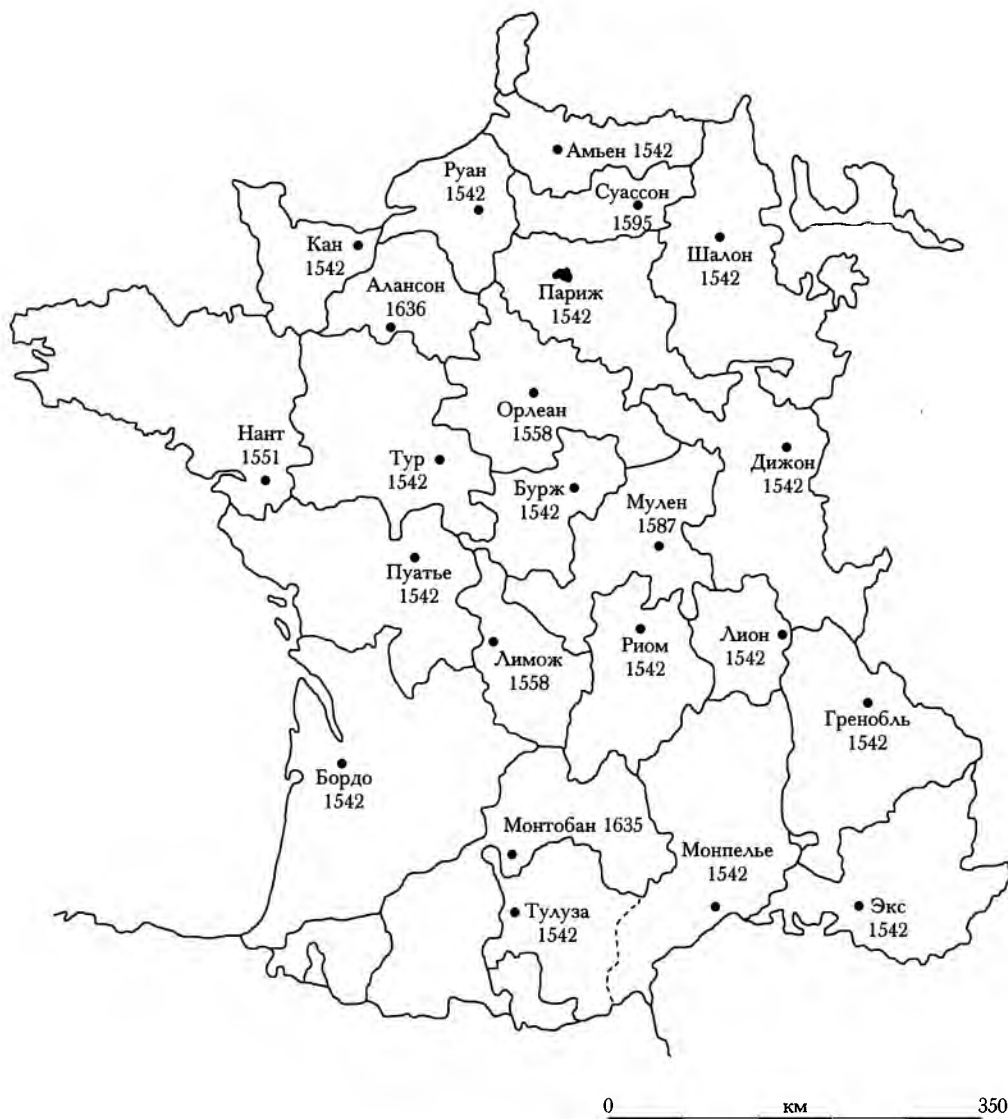 Амьен 1542
Руан
1542
Суассон
1595
Кан
1542
Шалон
1542
Алансон
1636
Париж
1542
Орлеан
1558
Нант
1551
Тур
1542
Дижон
1542
Бурж
1542
Мулен
1587
Пуатье
1542
Лимож
1558
Риом
1542
Лион
1542
Гренобль
1542
Бордо
1542
Монтобан 1635
Монпелье
1542
Тулуза
1542
Экс
1542
0 км 350